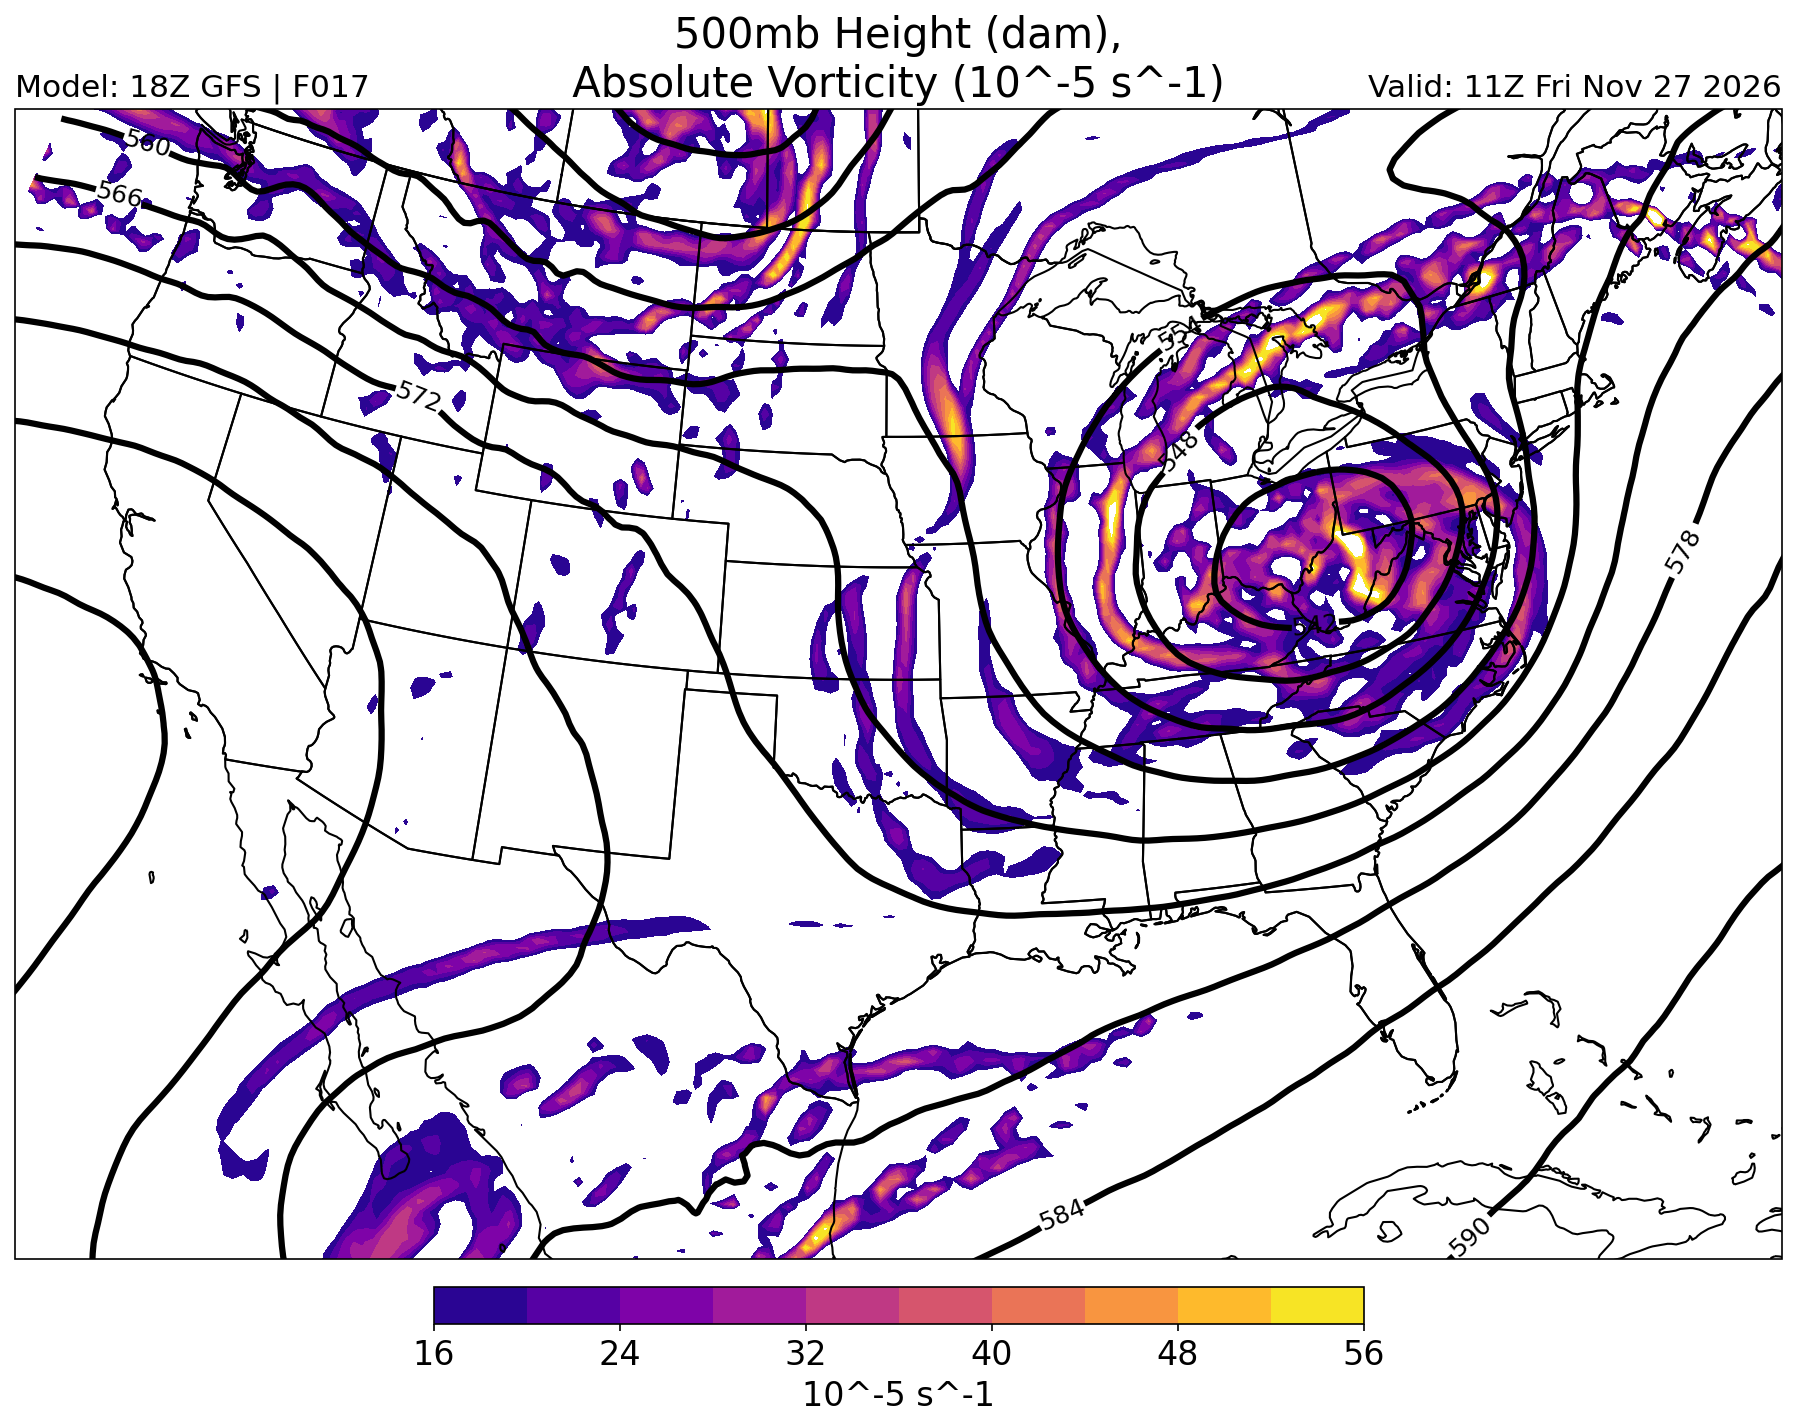 500mb Height (dam),
Model: 18Z GFS | F017
Absolute Vorticity (10^-5 s^-1)
Valid: 11Z Fri Nov 27 2026
560
566
572
554
548
542
578
584
590
16 24 32 40 48 56
10^-5 s^-1